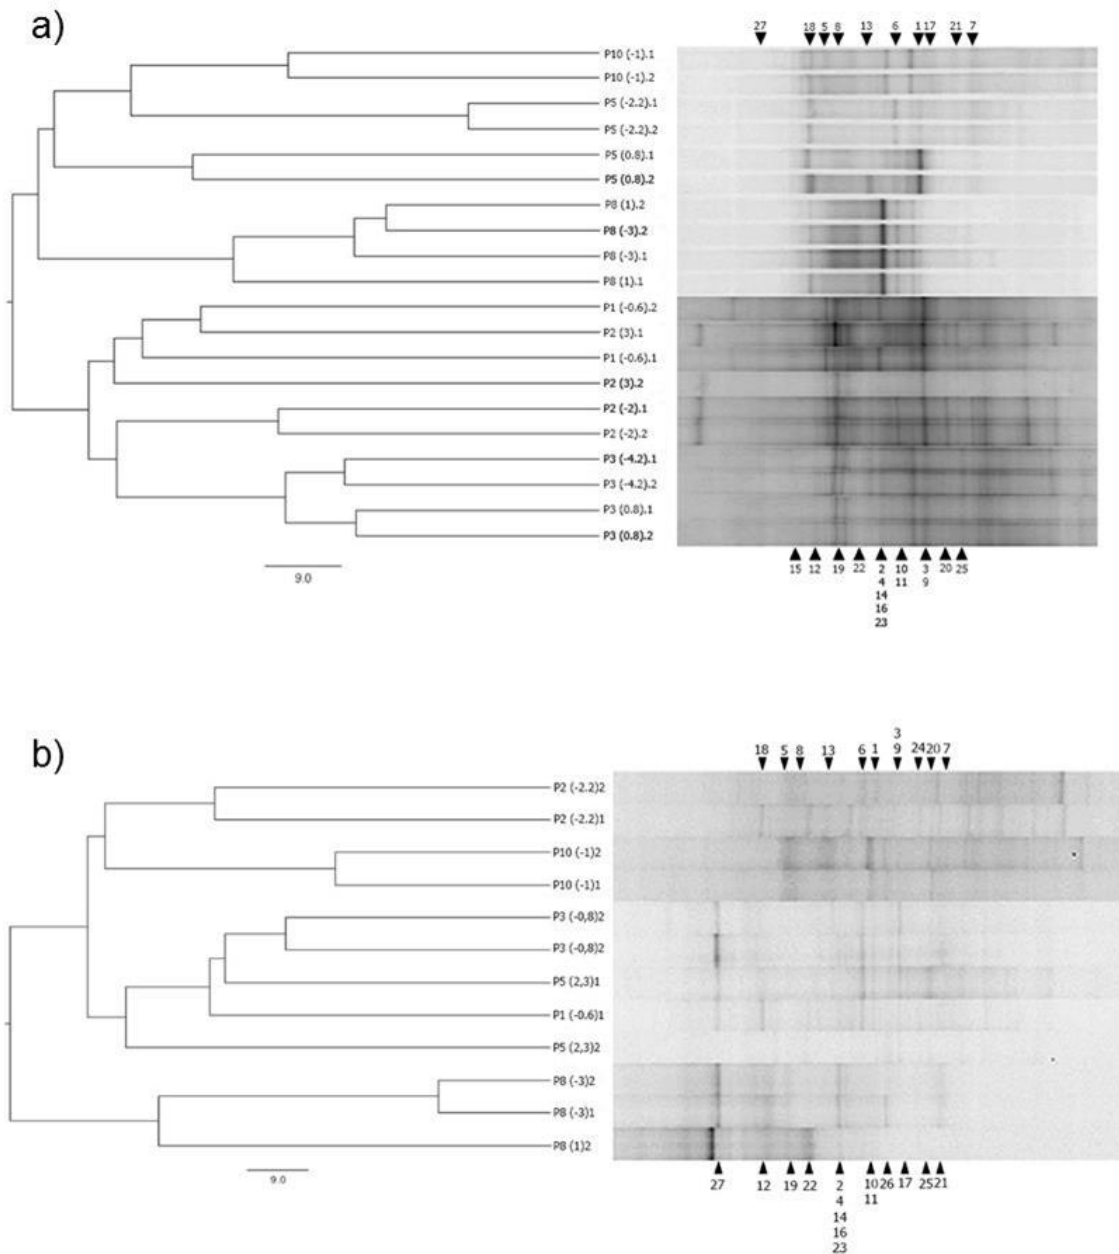 a)
27 18 5 8 13 6 1 17 21 7
P10 (-1).1
P10 (-1).2
P5 (-2.2).1
P5 (-2.2).2
P5 (0.8).1
P5 (0.8).2
P8 (1).2
P8 (-3).2
P8 (-3).1
P8 (1).1
P1 (-0.6).2
P2 (3).1
P1 (-0.6).1
P2 (3).2
P2 (-2).1
P2 (-2).2
P3 (-4.2).1
P3 (-4.2).2
P3 (0.8).1
P3 (0.8).2
9.0
15 12 19 22 2 10 3 20 25
4 11 9
14
16
23
b)
3
18 5 8 13 6 1 9 24 20 7
P2 (-2.2)2
P2 (-2.2)1
P10 (-1)2
P10 (-1)1
P3 (-0,8)2
P3 (-0,8)2
P5 (2,3)1
P1 (-0.6)1
P5 (2,3)2
P8 (-3)2
P8 (-3)1
P8 (1)2
9.0
27 12 19 22 2 10 26 17 25 21
4 11
14
16
23